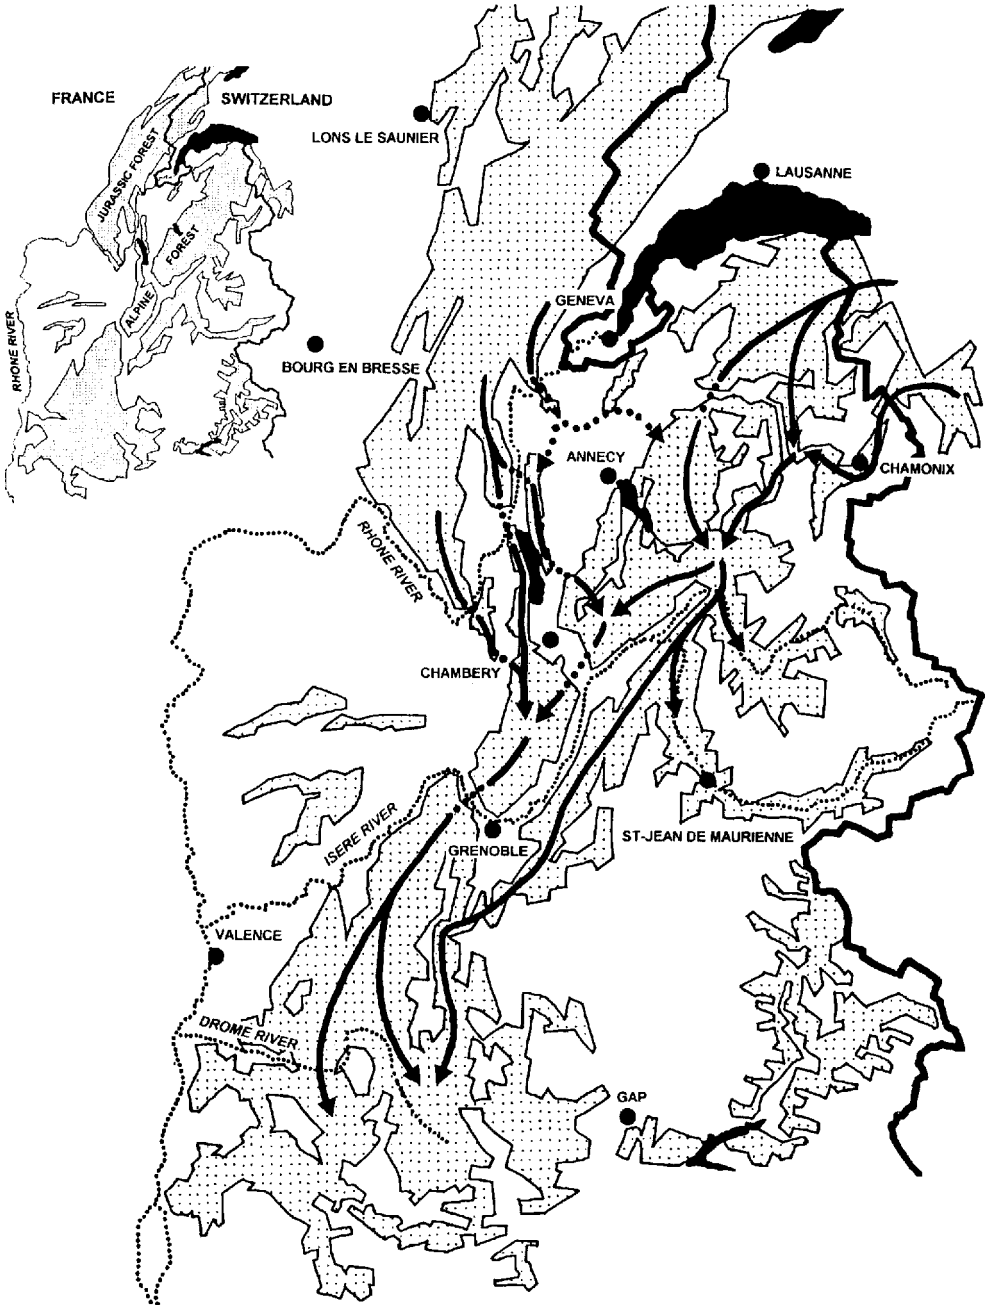 FRANCE
SWITZERLAND
JURASSIC FOREST
FOREST
ALPINE
RHONE RIVER
LONS LE SAUNIER
LAUSANNE
GENEVA
BOURG EN BRESSE
ANNECY
CHAMONIX
RHONE RIVER
CHAMBERY
ISERE RIVER
GRENOBLE
ST-JEAN DE MAURIENNE
VALENCE
DROME RIVER
GAP